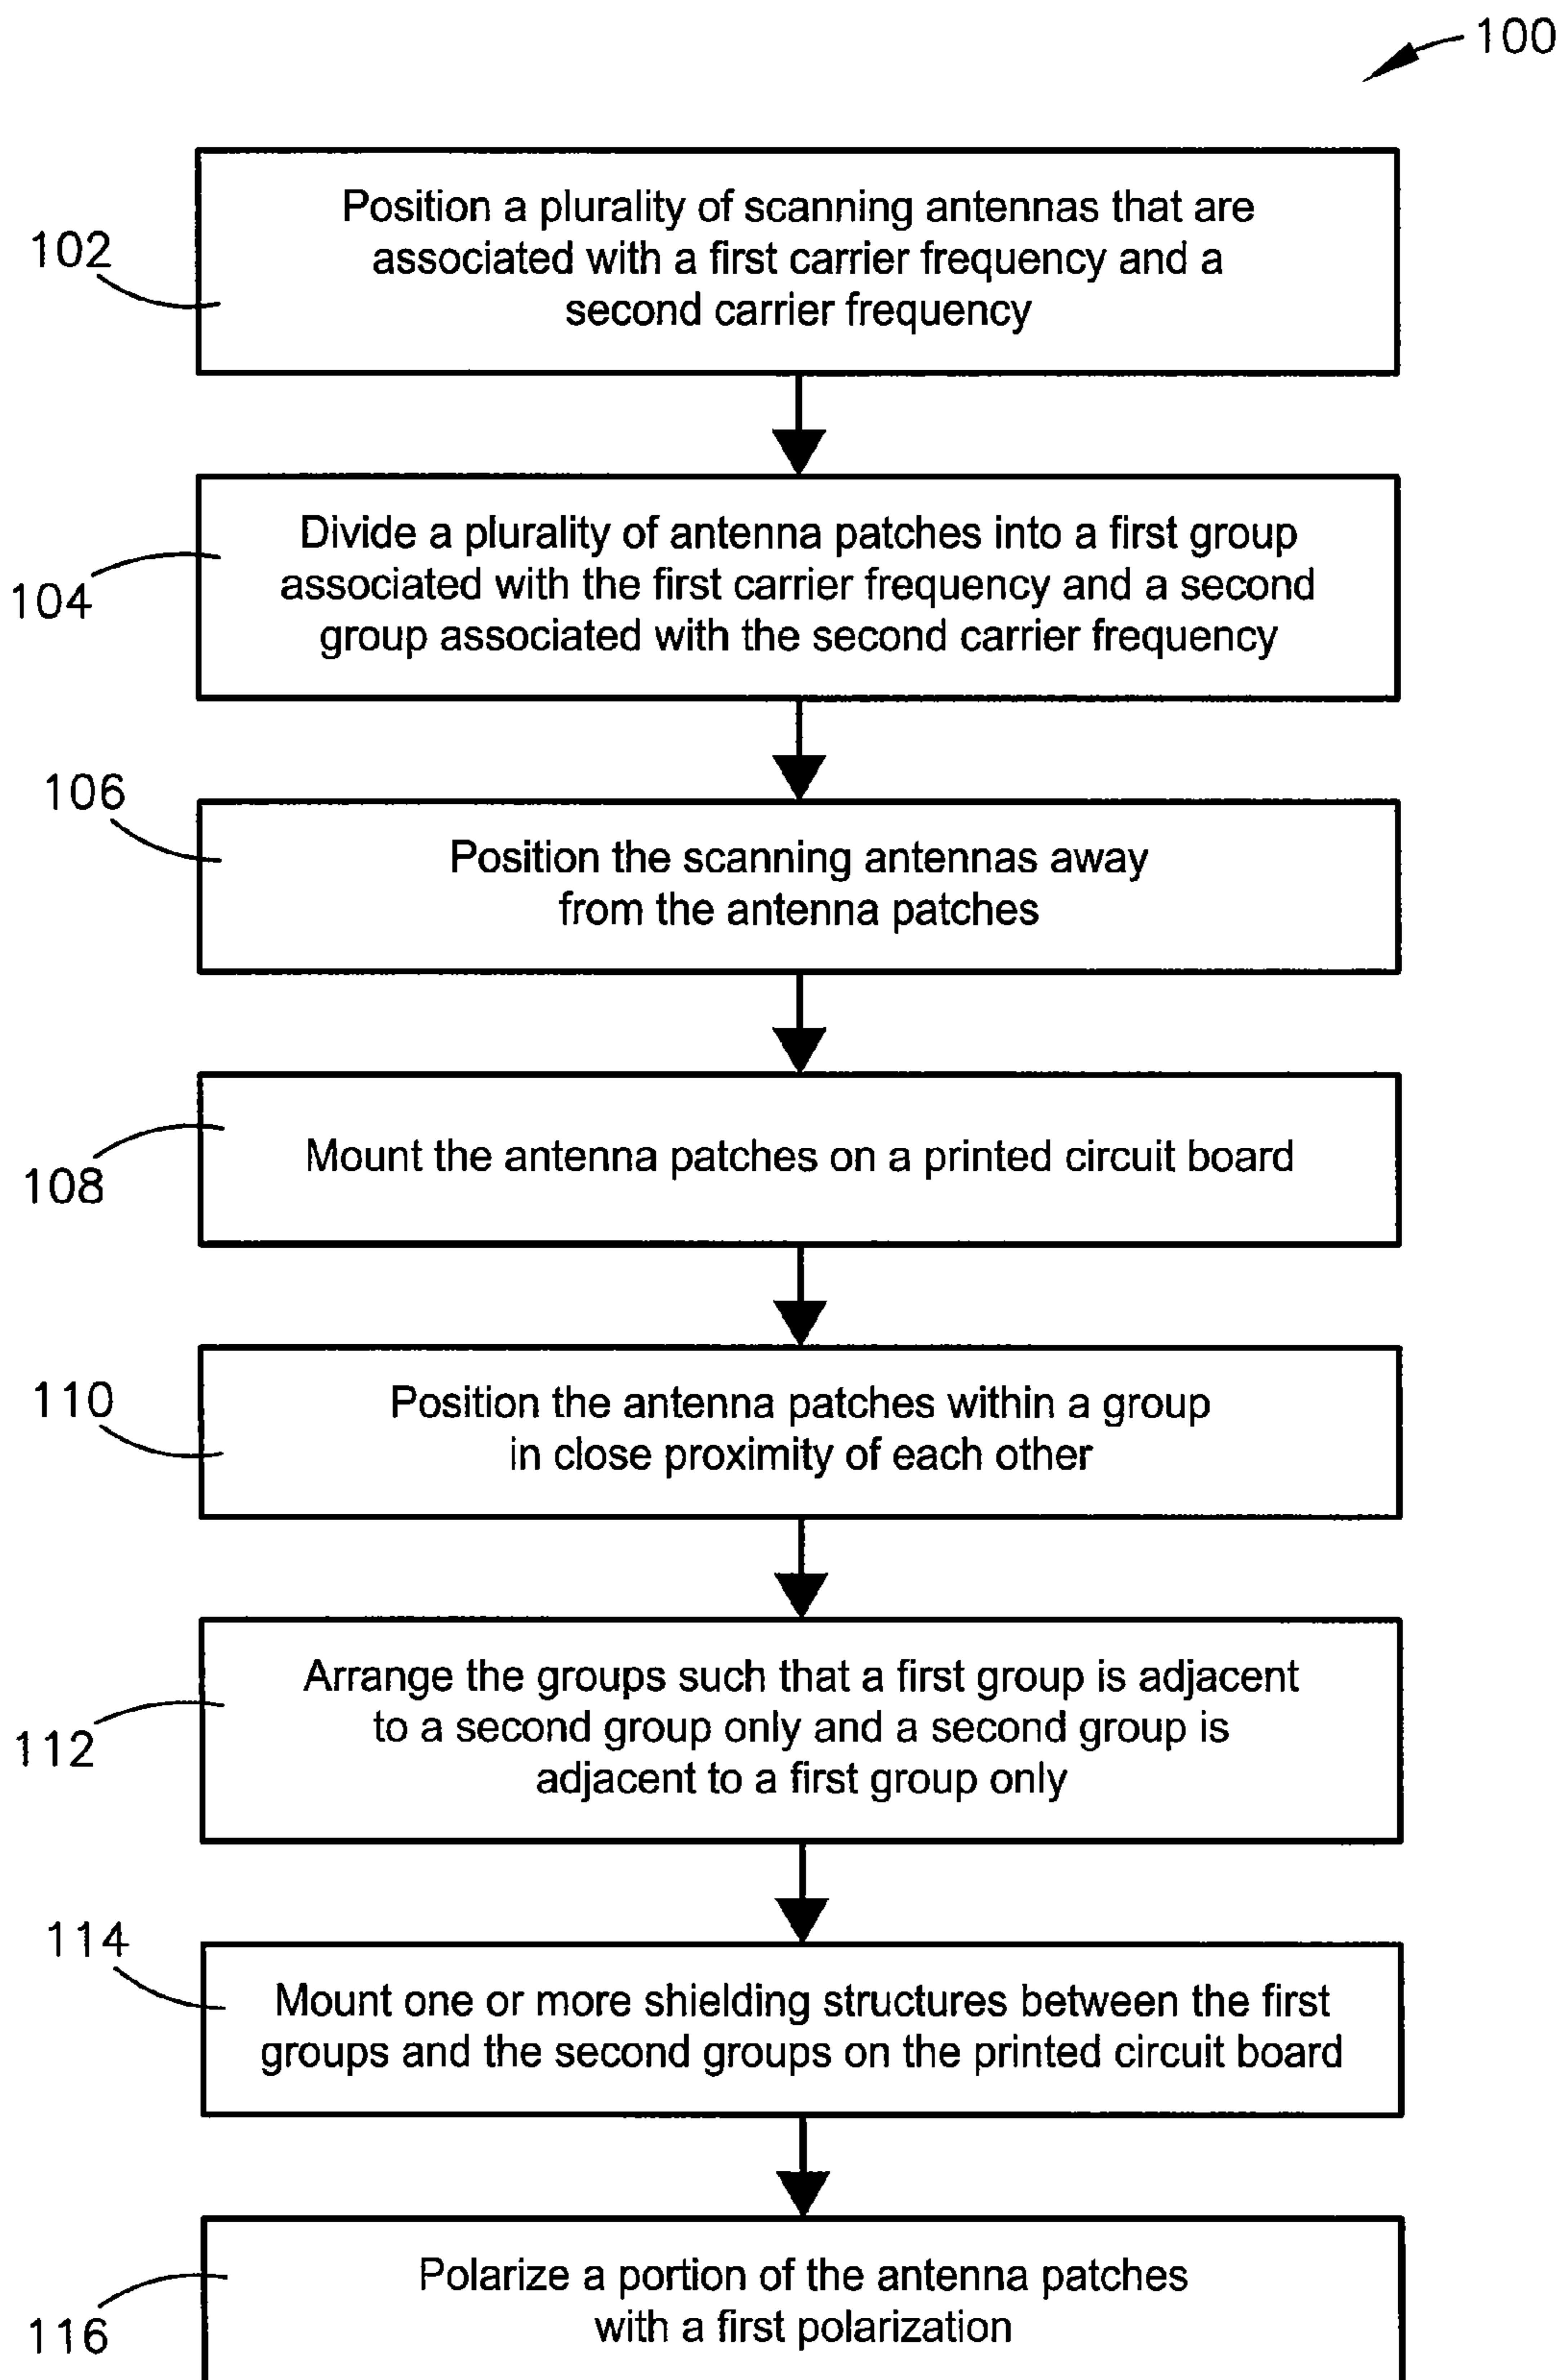 100
102
Position a plurality of scanning antennas that are
associated with a first carrier frequency and a
second carrier frequency
104
Divide a plurality of antenna patches into a first group
associated with the first carrier frequency and a second
group associated with the second carrier frequency
106
Position the scanning antennas away
from the antenna patches
108
Mount the antenna patches on a printed circuit board
110
Position the antenna patches within a group
in close proximity of each other
112
Arrange the groups such that a first group is adjacent
to a second group only and a second group is
adjacent to a first group only
114
Mount one or more shielding structures between the first
groups and the second groups on the printed circuit board
116
Polarize a portion of the antenna patches
with a first polarization